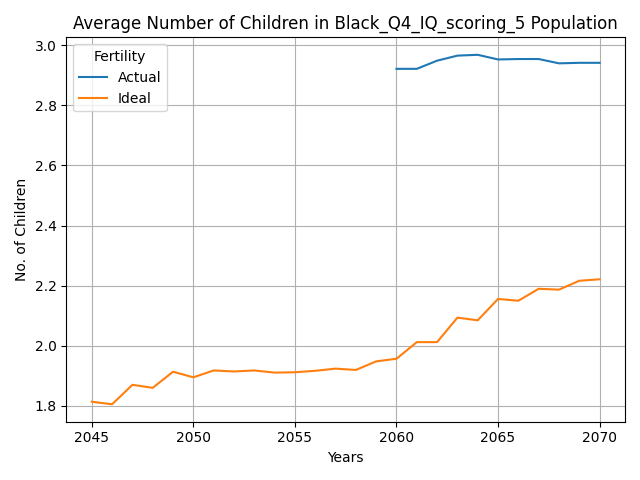 Average Number of Children in Black_Q4_IQ_scoring_5 Population
Fertility
Actual
Ideal
No. of Children
3.0
2.8
2.6
2.4
2.2
2.0
1.8
2045
2050
2055
2060
2065
2070
Years